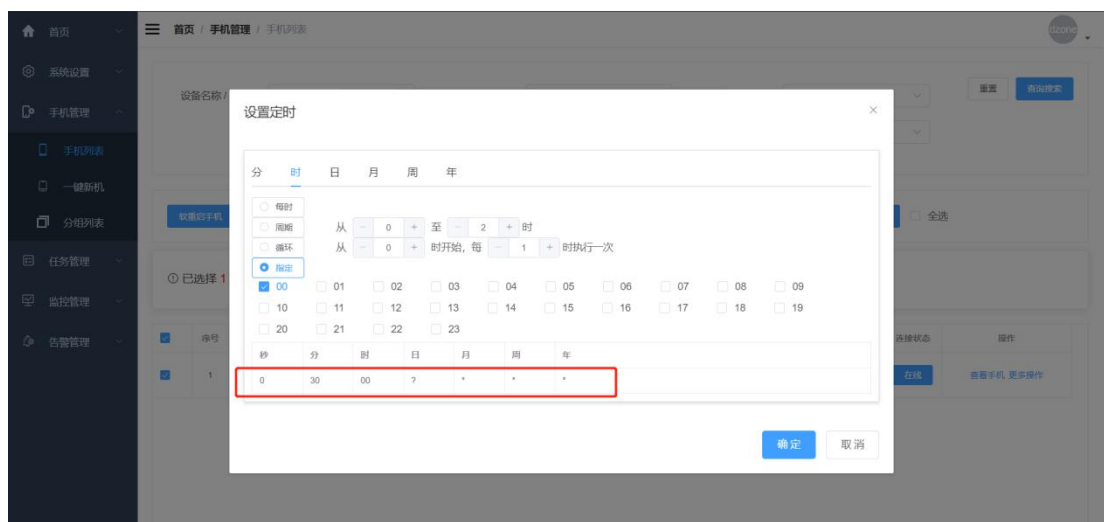 首页
首页 / 手机管理 / 手机列表
dzone
系统设置
设备名称 /
重置
查询搜索
手机管理
设置定时
手机列表
分 时 日 月 周 年
一键新机
每时
分组列表
软重启手机
周期 从 - 0 + 至 - 2 + 时
全选
循环 从 - 0 + 时开始, 每 - 1 + 时执行一次
任务管理
指定
已选择 1
00 01 02 03 04 05 06 07 08 09
监控管理
10 11 12 13 14 15 16 17 18 19
20 21 22 23
告警管理
序号
连接状态 操作
秒 分 时 日 月 周 年
1
0 30 00 ? * * *
在线 查看手机 更多操作
确定 取消